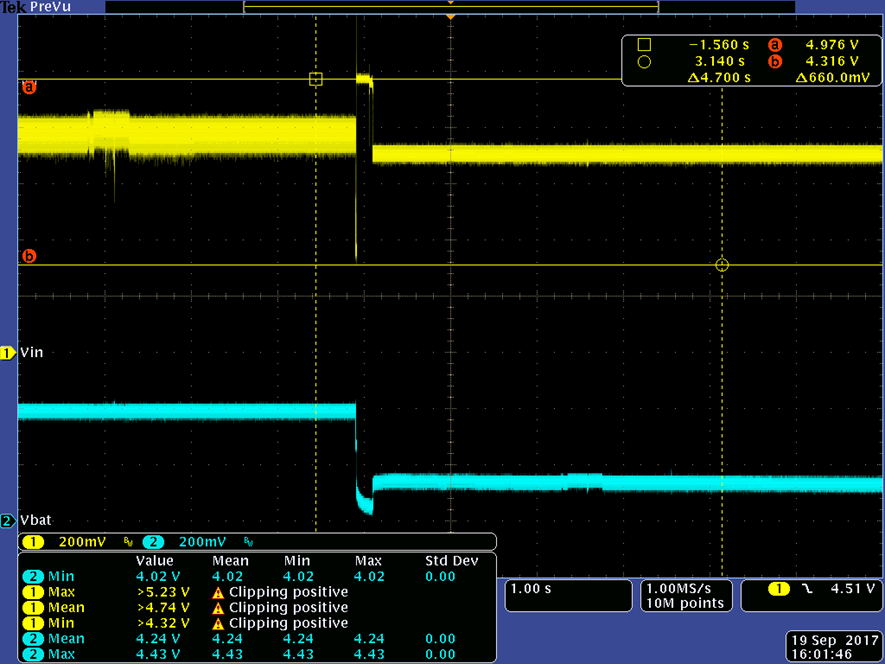 Tek PreVu
-1.560 s a 4.976 V
3.140 s b 4.316 V
Δ4.700 s Δ660.0mV
a
b
1 Vin
2 Vbat
1 200mV BW 2 200mV BW
Value Mean Min Max Std Dev
2 Min 4.02 V 4.02 4.02 4.02 0.00
1 Max >5.23 V Clipping positive
1 Mean >4.74 V Clipping positive
1 Min >4.32 V Clipping positive
2 Mean 4.24 V 4.24 4.24 4.24 0.00
2 Max 4.43 V 4.43 4.43 4.43 0.00
1.00 s
1.00MS/s
10M points
1 4.51 V
19 Sep 2017
16:01:46